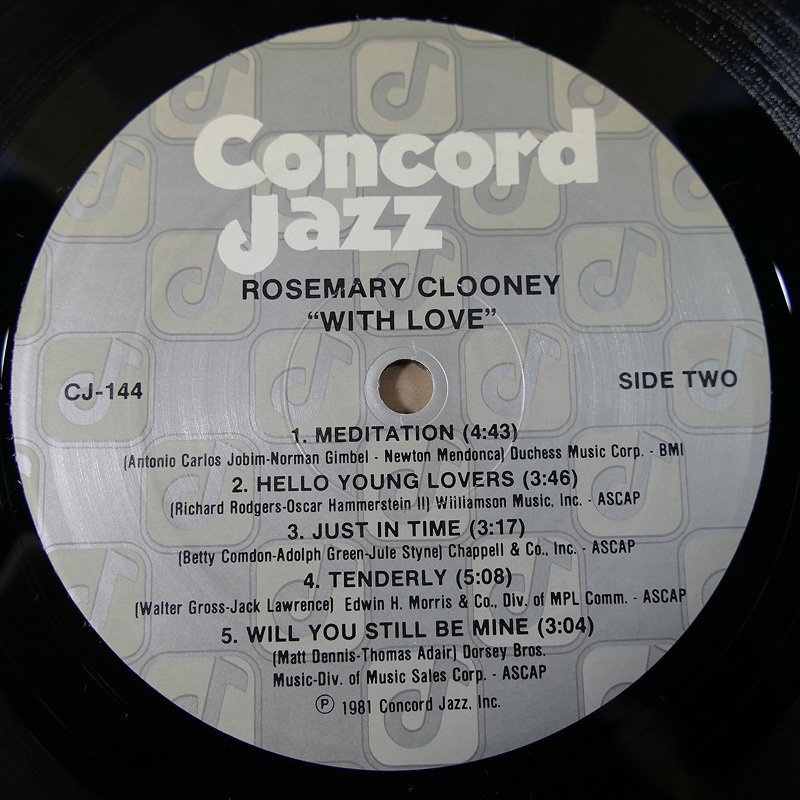 Concord
Jazz
ROSEMARY CLOONEY
"WITH LOVE"
CJ-144
SIDE TWO
1. MEDITATION (4:43)
(Antonio Carlos Jobim-Norman Gimbel - Newton Mendonca) Duchess Music Corp. - BMI
2. HELLO YOUNG LOVERS (3:46)
(Richard Rodgers-Oscar Hammerstein II) Wiilliamson Music, Inc. - ASCAP
3. JUST IN TIME (3:17)
(Betty Comdon-Adolph Green-Jule Styne) Chappell & Co., Inc. - ASCAP
4. TENDERLY (5:08)
(Walter Gross-Jack Lawrence) Edwin H. Morris & Co., Div. of MPL Comm. - ASCAP
5. WILL YOU STILL BE MINE (3:04)
(Matt Dennis-Thomas Adair) Dorsey Bros.
Music-Div. of Music Sales Corp. - ASCAP
℗ 1981 Concord Jazz, Inc.